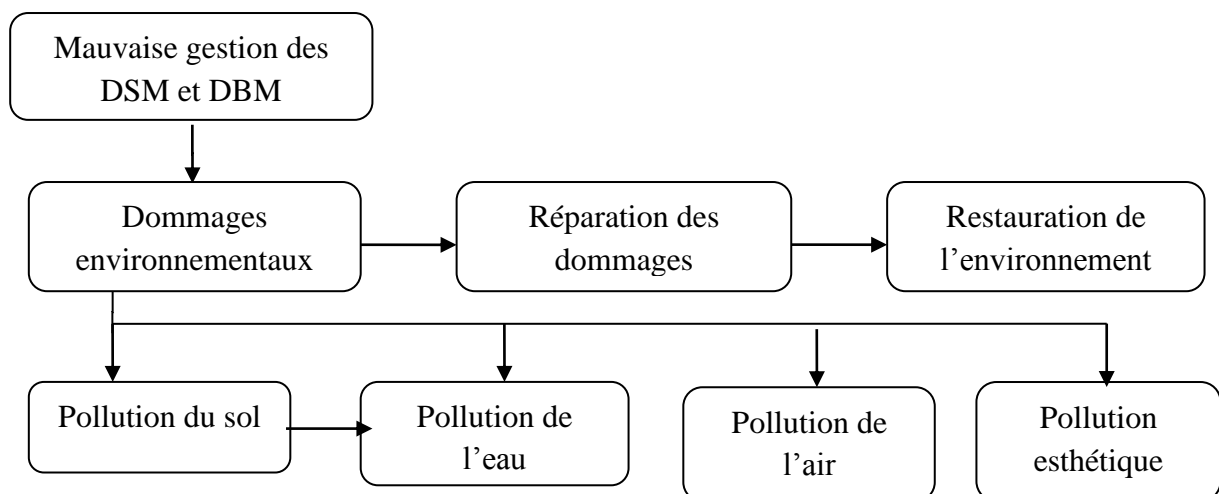 Mauvaise gestion des
DSM et DBM
Dommages
environnementaux
Réparation des
dommages
Restauration de
l’environnement
Pollution du sol
Pollution de
l’eau
Pollution de
l’air
Pollution
esthétique